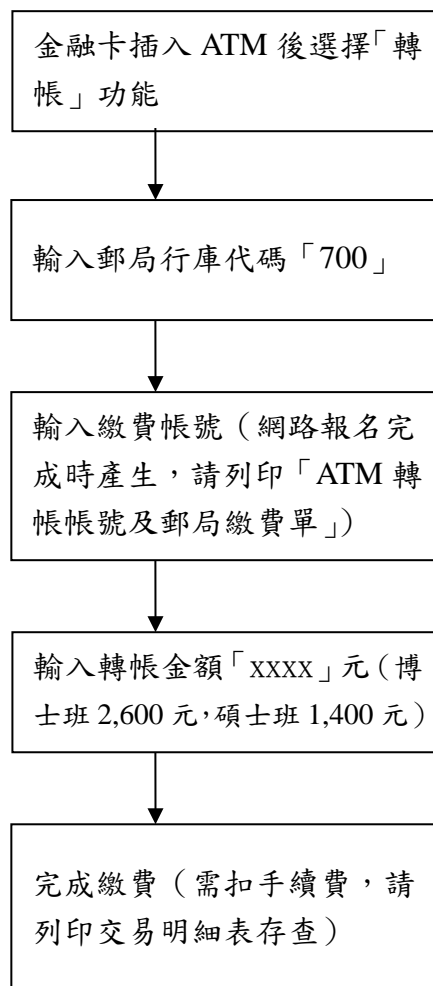 金融卡插入 ATM 後選擇「轉
帳」功能
輸入郵局行庫代碼「700」
輸入繳費帳號（網路報名完
成時產生，請列印「ATM 轉
帳帳號及郵局繳費單」）
輸入轉帳金額「xxxx」元（博
士班 2,600 元，碩士班 1,400 元）
完成繳費（需扣手續費，請
列印交易明細表存查）